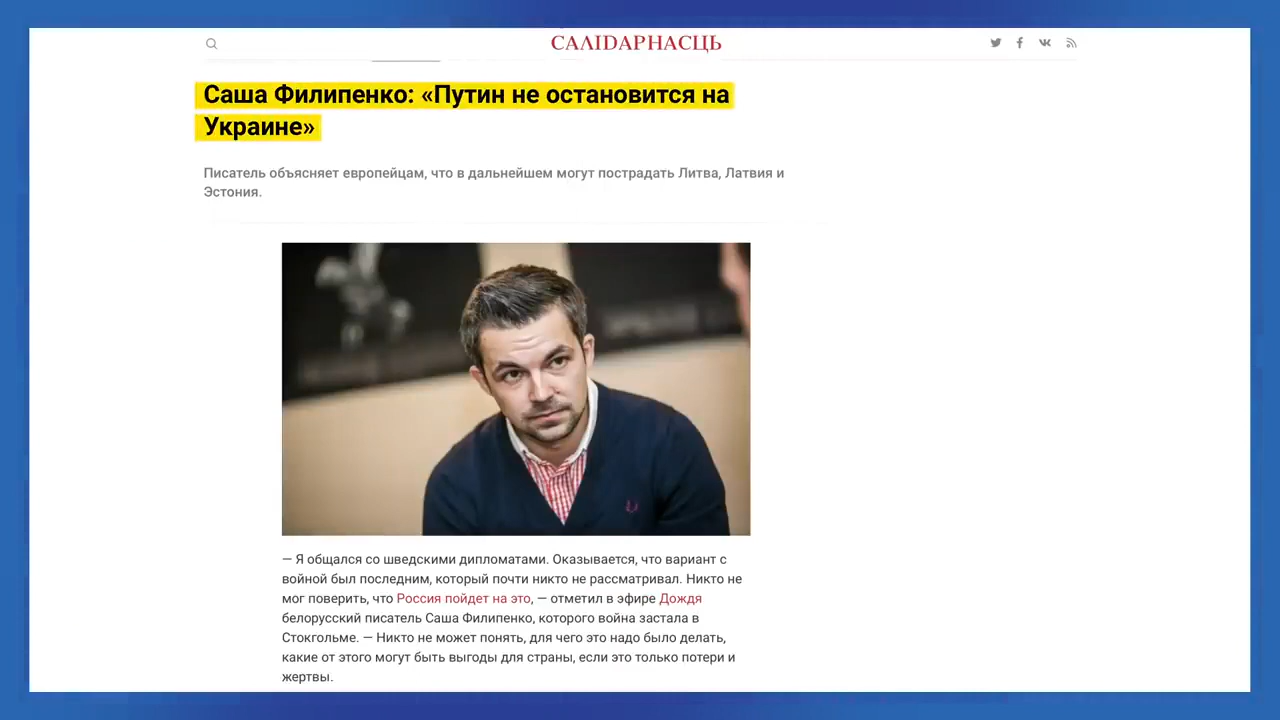 САЛІДАРНАСЦЬ
Саша Филипенко: «Путин не остановится на
Украине»
Писатель объясняет европейцам, что в дальнейшем могут пострадать Литва, Латвия и
Эстония.
— Я общался со шведскими дипломатами. Оказывается, что вариант с
войной был последним, который почти никто не рассматривал. Никто не
мог поверить, что Россия пойдет на это, — отметил в эфире Дождя
белорусский писатель Саша Филипенко, которого война застала в
Стокгольме. — Никто не может понять, для чего это надо было делать,
какие от этого могут быть выгоды для страны, если это только потери и
жертвы.